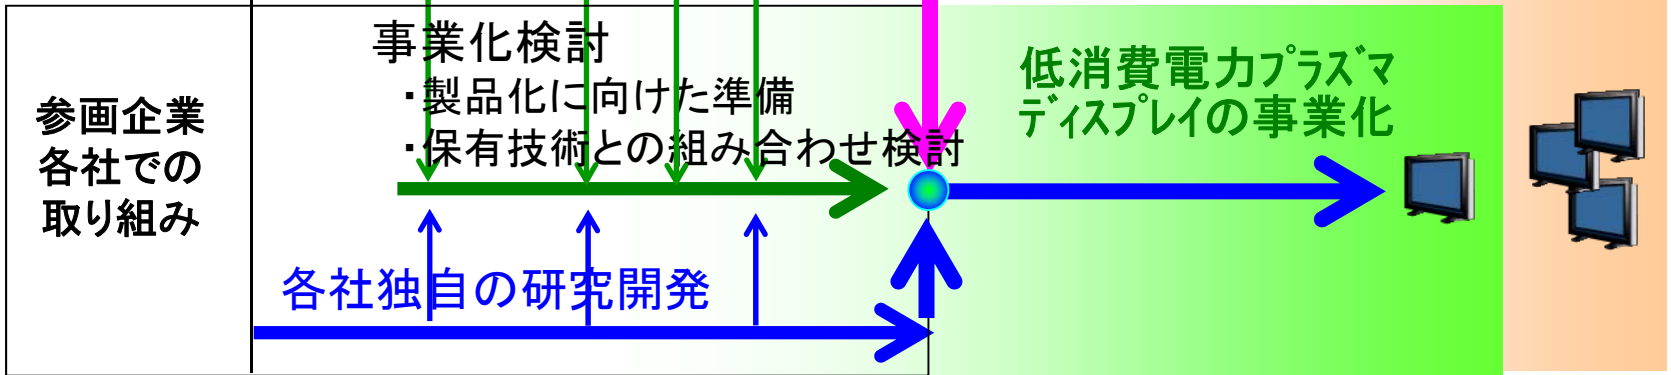 参画企業
各社での
取り組み
事業化検討
・製品化に向けた準備
・保有技術との組み合わせ検討
各社独自の研究開発
低消費電力プラズマ
ディスプレイの事業化